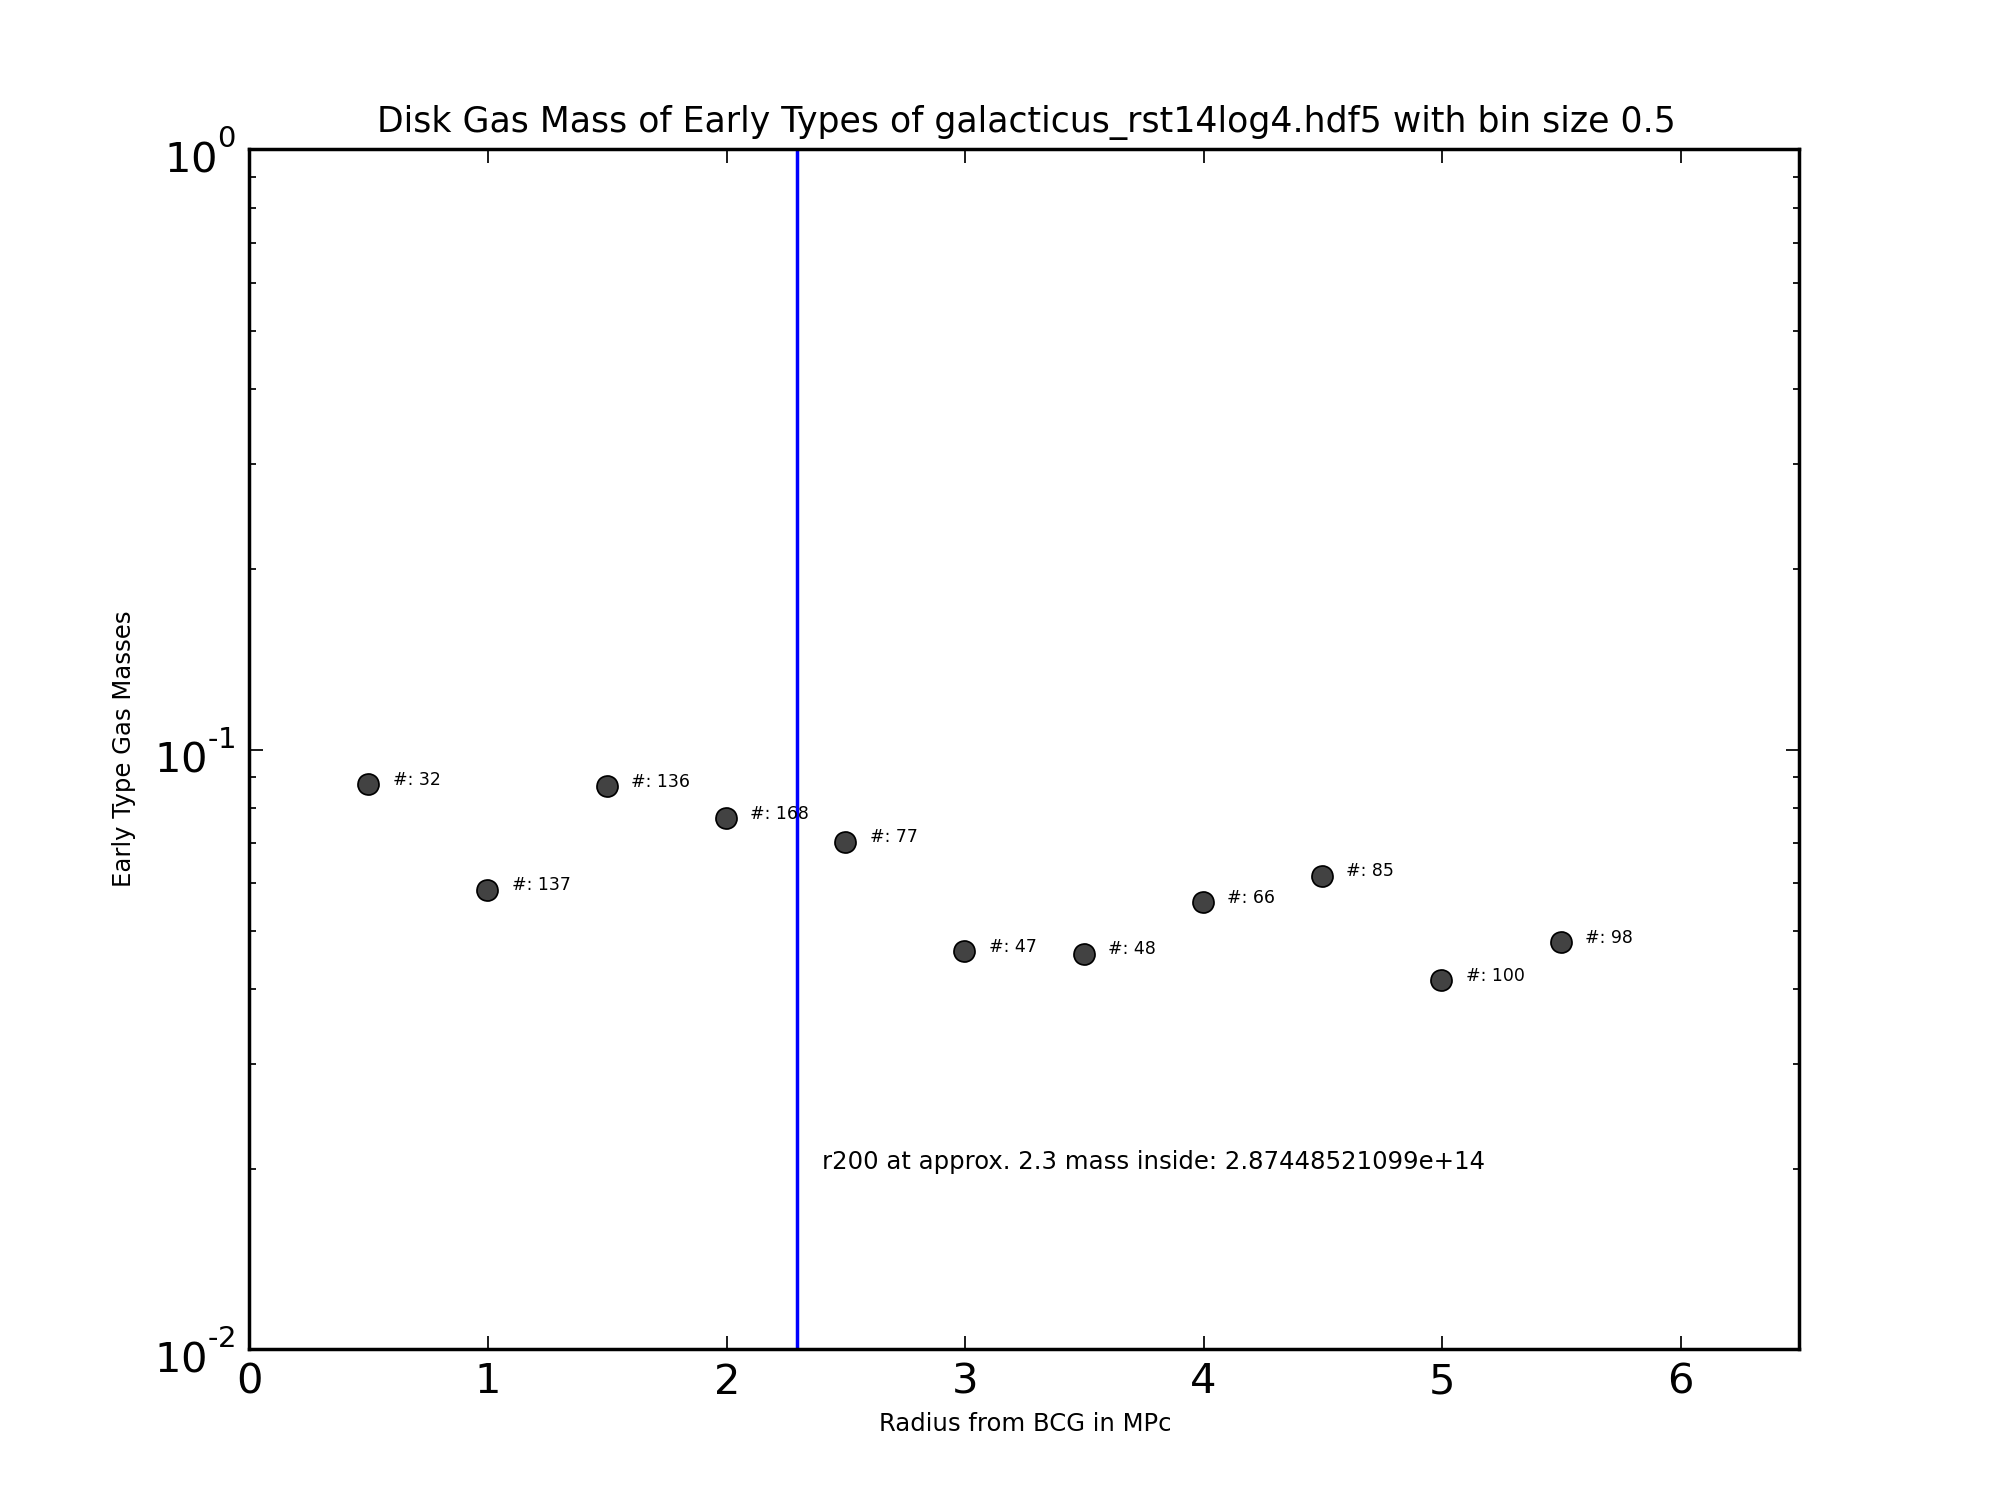 Disk Gas Mass of Early Types of galacticus_rst14log4.hdf5 with bin size 0.5
10^0
10^-1
10^-2
Early Type Gas Masses
#: 32
#: 137
#: 136
#: 168
#: 77
#: 47
#: 48
#: 66
#: 85
#: 100
#: 98
r200 at approx. 2.3 mass inside: 2.87448521099e+14
0 1 2 3 4 5 6
Radius from BCG in MPc